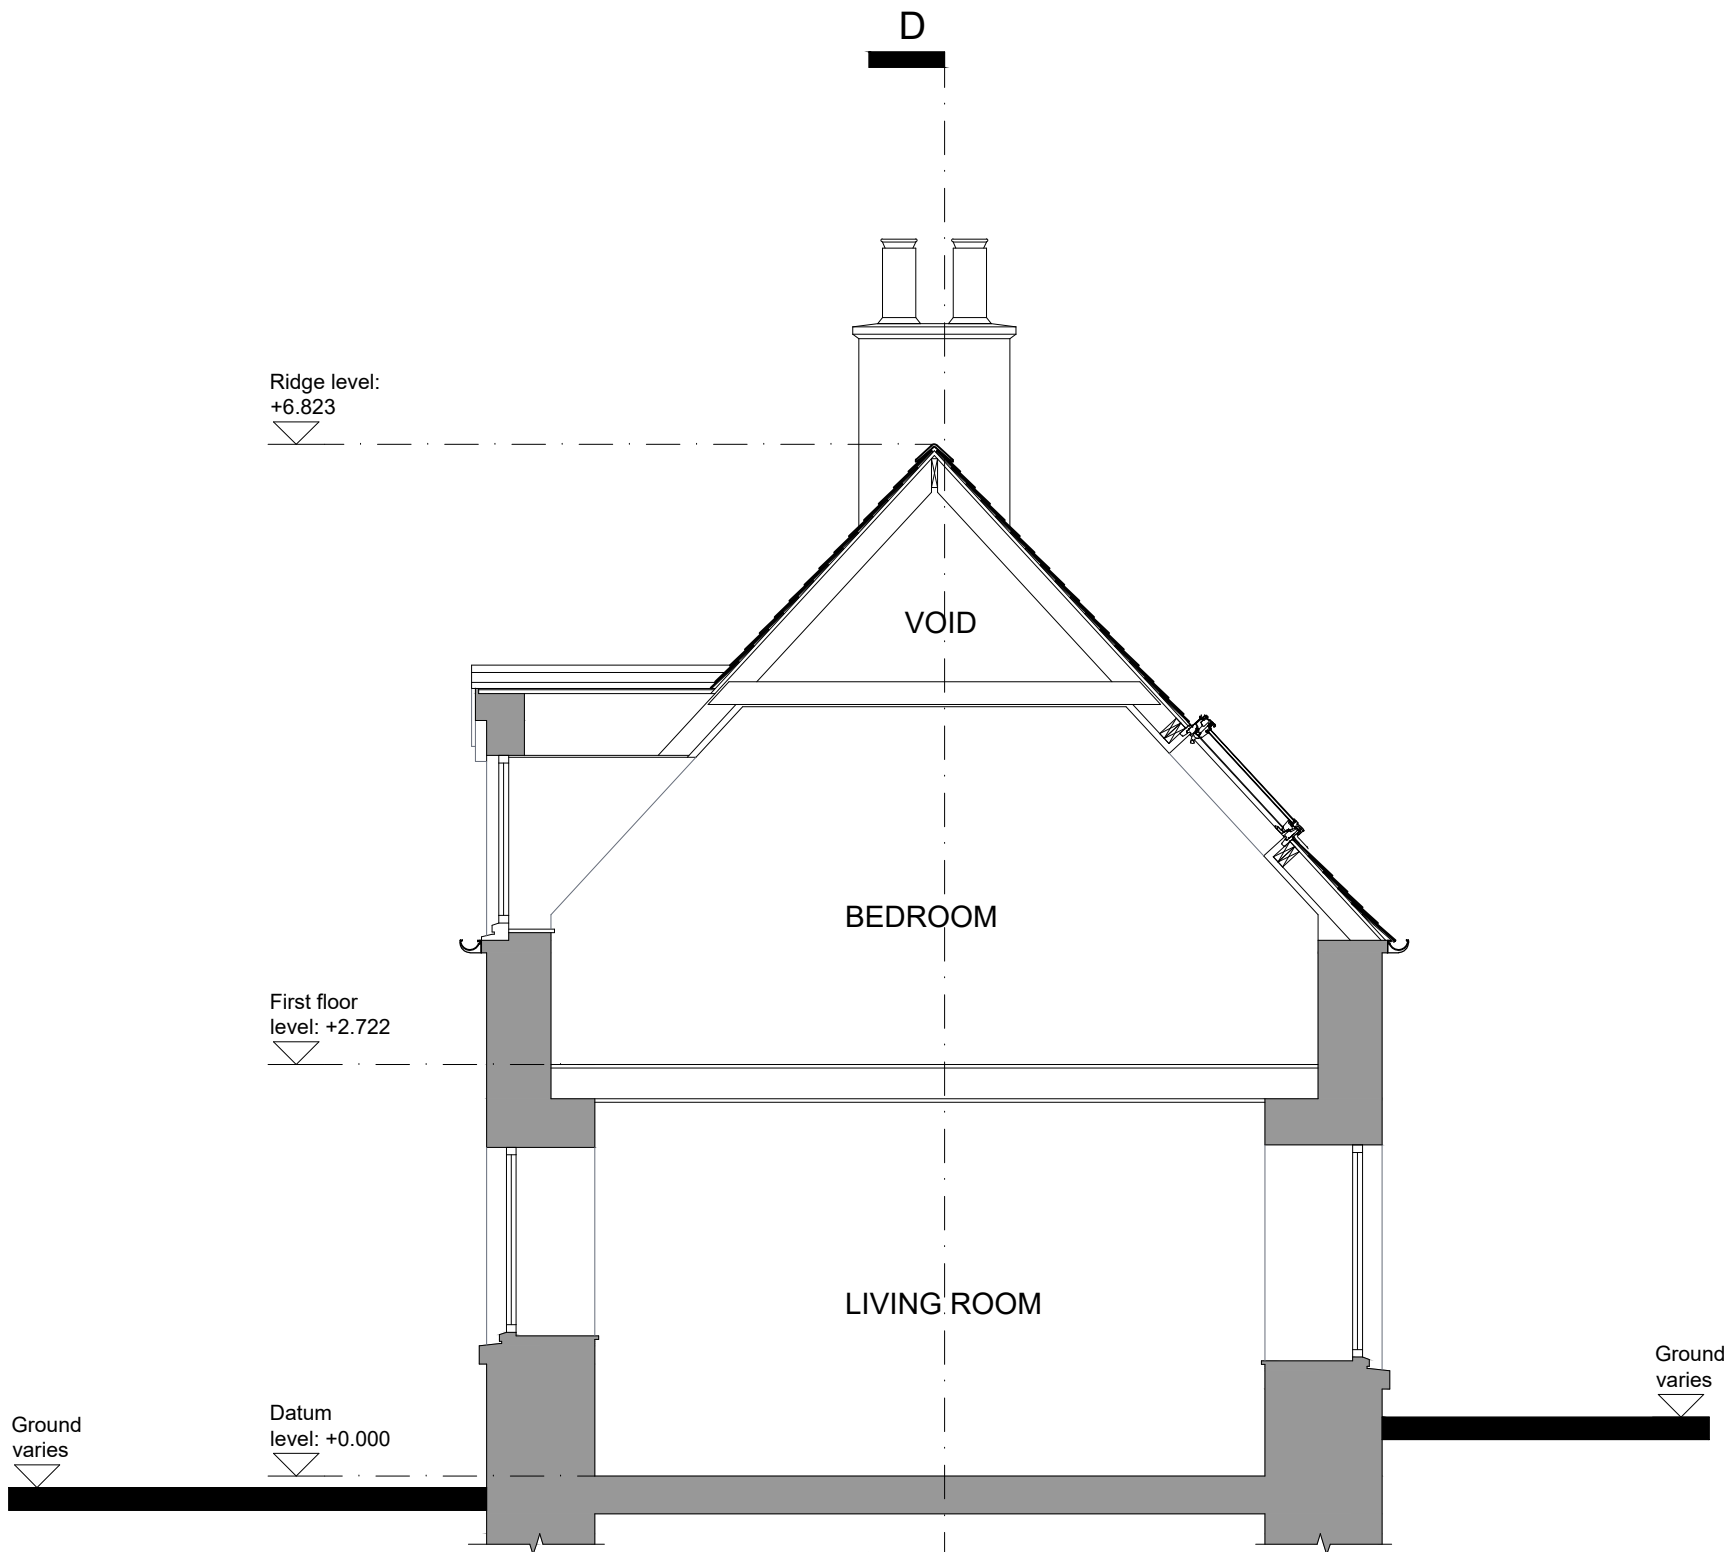 D
Ridge level:
+6.823
VOID
BEDROOM
First floor
level: +2.722
LIVING ROOM
Ground
varies
Datum
level: +0.000
Ground
varies